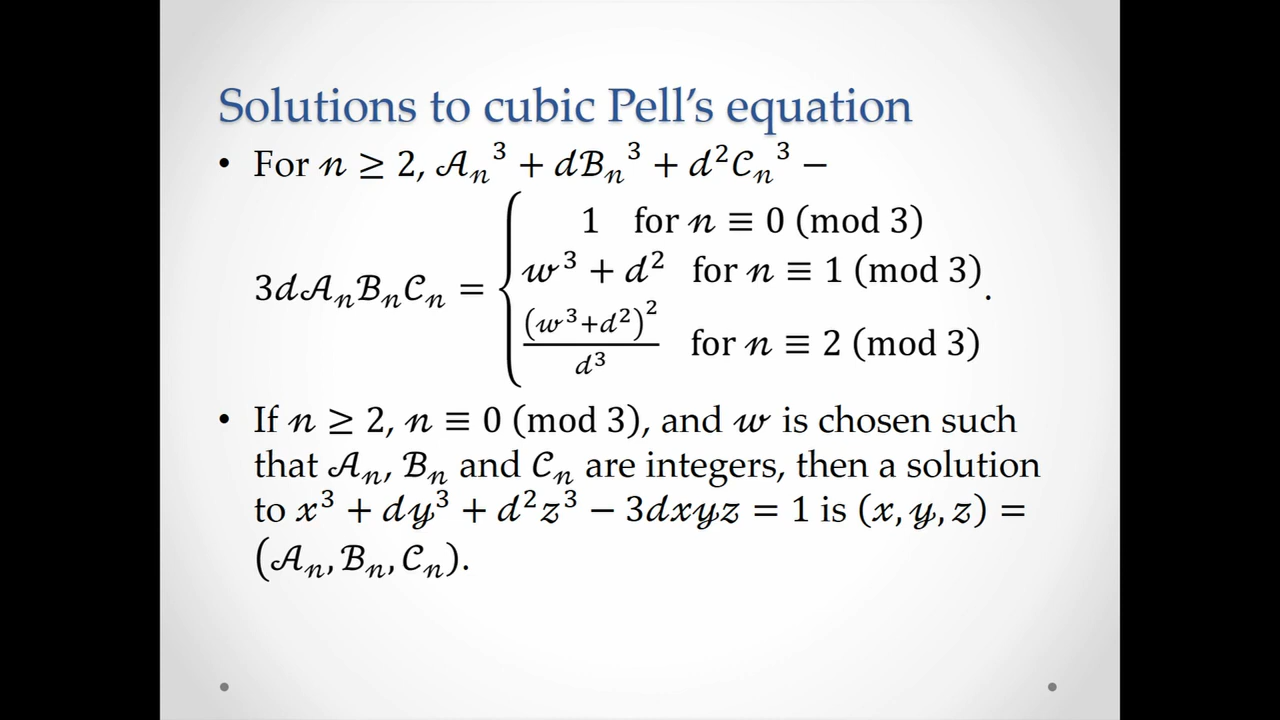 Solutions to cubic Pell's equation
• For 𝓃 ≥ 2, 𝒜ₙ³ + 𝑑ℬₙ³ + 𝑑²𝒞ₙ³ −
1 for 𝓃 ≡ 0 (mod 3)
𝓌³ + 𝑑² for 𝓃 ≡ 1 (mod 3)
3𝑑𝒜ₙℬₙ𝒞ₙ = { .
(𝓌³+𝑑²)²/𝑑³ for 𝓃 ≡ 2 (mod 3)
• If 𝓃 ≥ 2, 𝓃 ≡ 0 (mod 3), and 𝓌 is chosen such
that 𝒜ₙ, ℬₙ and 𝒞ₙ are integers, then a solution
to 𝑥³ + 𝑑𝓎³ + 𝑑²𝑧³ − 3𝑑𝑥𝓎𝑧 = 1 is (𝑥, 𝓎, 𝑧) =
(𝒜ₙ, ℬₙ, 𝒞ₙ).